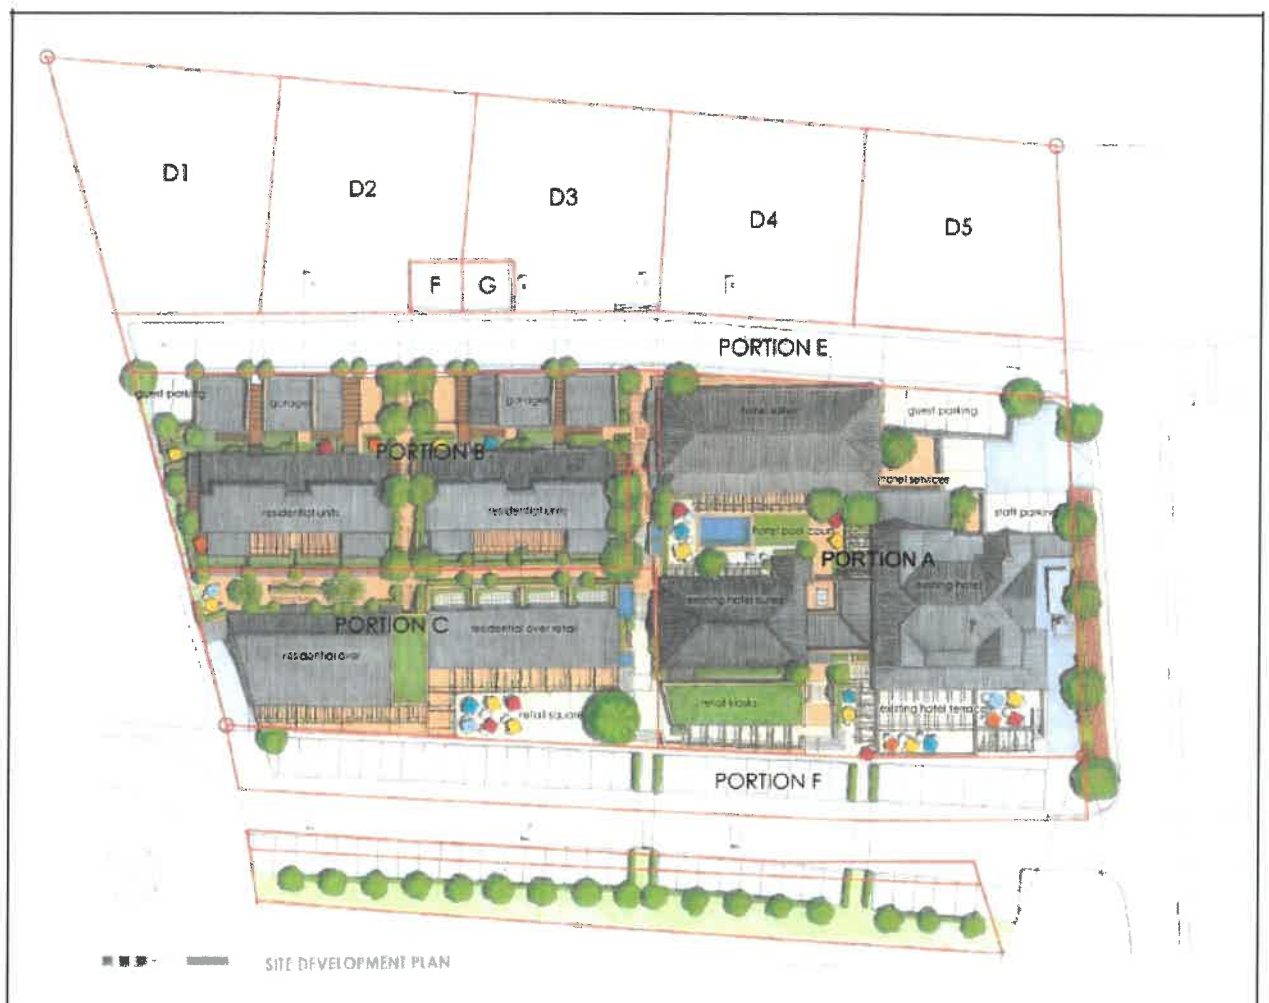 D1
D2
D3
D4
D5
F
G
PORTION E
guest parking
garages
garages
hotel suites
guest parking
PORTION B
hotel services
residential units
residential units
staff parking
hotel pool court
PORTION A
existing hotel suites
existing hotel
PORTION C
residential over retail
residential over
retail kiosks
existing hotel terrace
retail square
PORTION F
SITE DEVELOPMENT PLAN